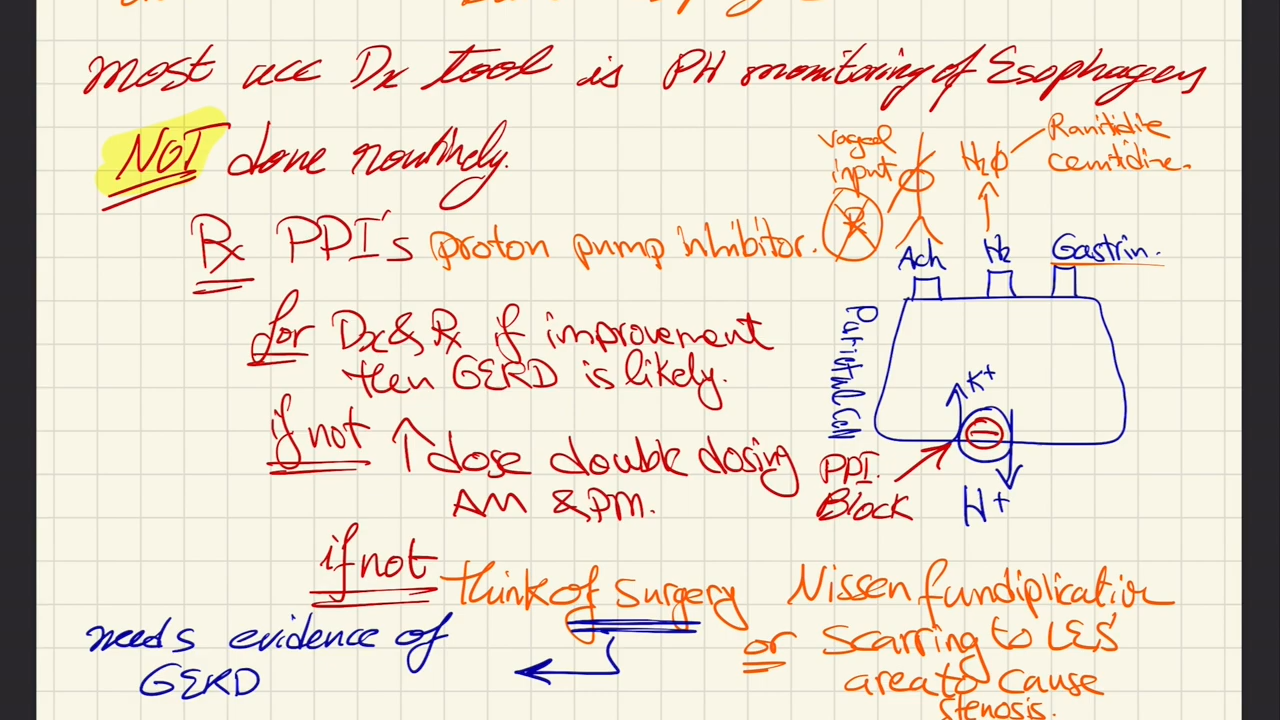 most acc Dx tool is PH monitoring of Esophagus
NOT done routinely.
Rx PPI's proton pump inhibitor.
for Dx & Rx if improvement
then GERD is likely.
if not ↑ dose double dosing
AM & PM.
if not think of surgery Nissen fundiplication
or scarring to LES
area to cause
stenosis.
needs evidence of
GERD
Vagal
input
Rx
H2
Ranitidine
cemitidine.
Ach H2 Gastrin.
Parietal Cell
K+
PPI.
Block
H+